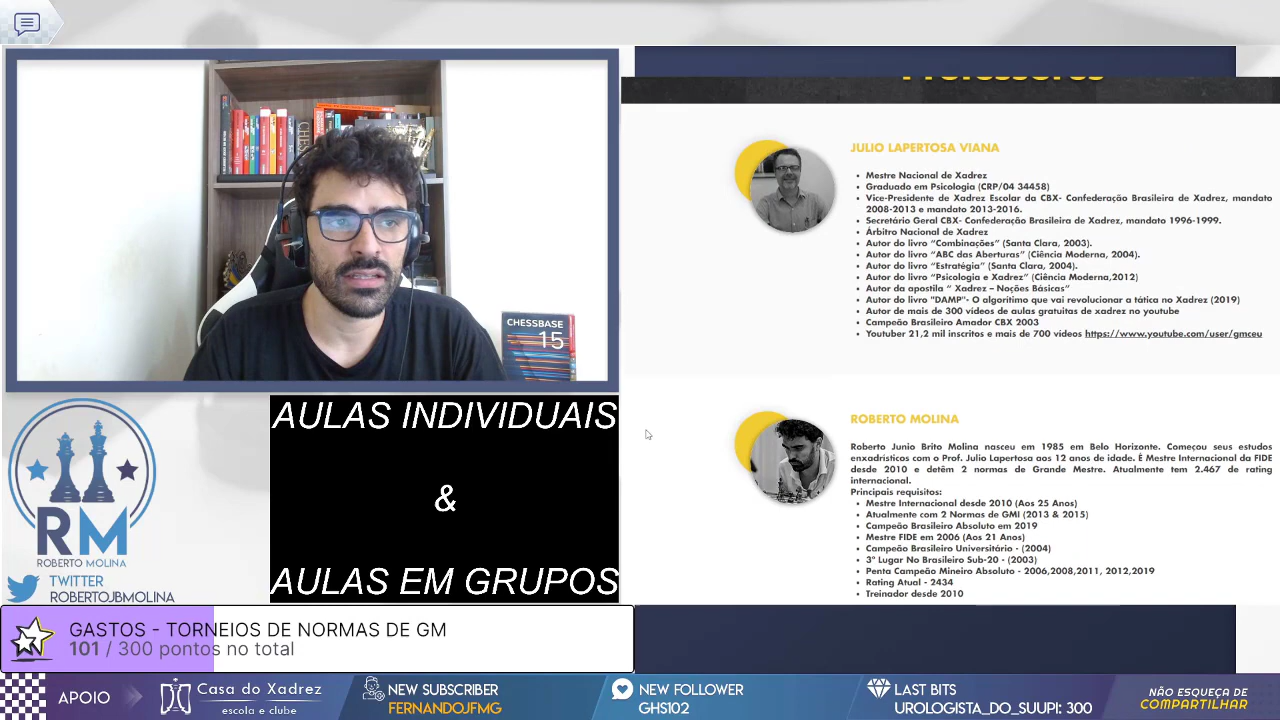 Professores
JULIO LAPERTOSA VIANA
• Mestre Nacional de Xadrez
• Graduado em Psicologia (CRP/04 34458)
• Vice-Presidente de Xadrez Escolar da CBX- Confederação Brasileira de Xadrez, mandato
2008-2013 e mandato 2013-2016.
• Secretário Geral CBX- Confederação Brasileira de Xadrez, mandato 1996-1999.
• Árbitro Nacional de Xadrez
• Autor do livro “Combinações” (Santa Clara, 2003).
• Autor do livro “ABC das Aberturas” (Ciência Moderna, 2004).
• Autor do livro “Estratégia” (Santa Clara, 2004).
• Autor do livro “Psicologia e Xadrez” (Ciência Moderna,2012)
• Autor da apostila “ Xadrez – Noções Básicas”
• Autor do livro "DAMP"- O algorítimo que vai revolucionar a tática no Xadrez (2019)
• Autor de mais de 300 vídeos de aulas gratuitas de xadrez no youtube
• Campeão Brasileiro Amador CBX 2003
• Youtuber 21,2 mil inscritos e mais de 700 vídeos https://www.youtube.com/user/gmceu
CHESSBASE
15
ROBERTO MOLINA
Roberto Junio Brito Molina nasceu em 1985 em Belo Horizonte. Começou seus estudos
enxadrísticos com o Prof. Julio Lapertosa aos 12 anos de idade. É Mestre Internacional da FIDE
desde 2010 e detêm 2 normas de Grande Mestre. Atualmente tem 2.467 de rating
internacional.
Principais requisitos:
• Mestre Internacional desde 2010 (Aos 25 Anos)
• Atualmente com 2 Normas de GMI (2013 & 2015)
• Campeão Brasileiro Absoluto em 2019
• Mestre FIDE em 2006 (Aos 21 Anos)
• Campeão Brasileiro Universitário - (2004)
• 3º Lugar No Brasileiro Sub-20 - (2003)
• Penta Campeão Mineiro Absoluto - 2006,2008,2011, 2012,2019
• Rating Atual - 2434
• Treinador desde 2010
AULAS INDIVIDUAIS
&
AULAS EM GRUPOS
RM
ROBERTO MOLINA
TWITTER
ROBERTOJBMOLINA
GASTOS - TORNEIOS DE NORMAS DE GM
101 / 300 pontos no total
APOIO
Casa do Xadrez
escola e clube
NEW SUBSCRIBER
FERNANDOJFMG
NEW FOLLOWER
GHS102
LAST BITS
UROLOGISTA_DO_SUUPI: 300
NÃO ESQUEÇA DE
COMPARTILHAR